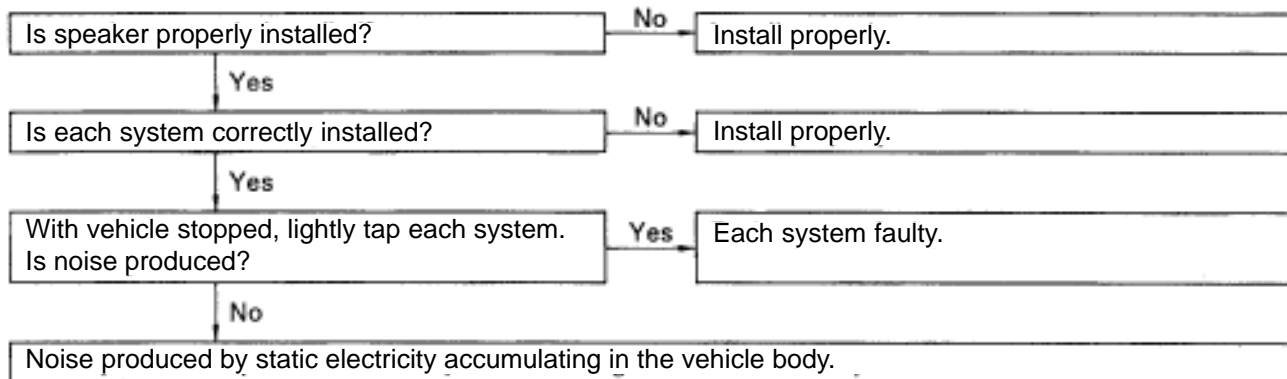 Is speaker properly installed?
No
Install properly.
Yes
Is each system correctly installed?
No
Install properly.
Yes
With vehicle stopped, lightly tap each system.
Is noise produced?
Yes
Each system faulty.
No
Noise produced by static electricity accumulating in the vehicle body.